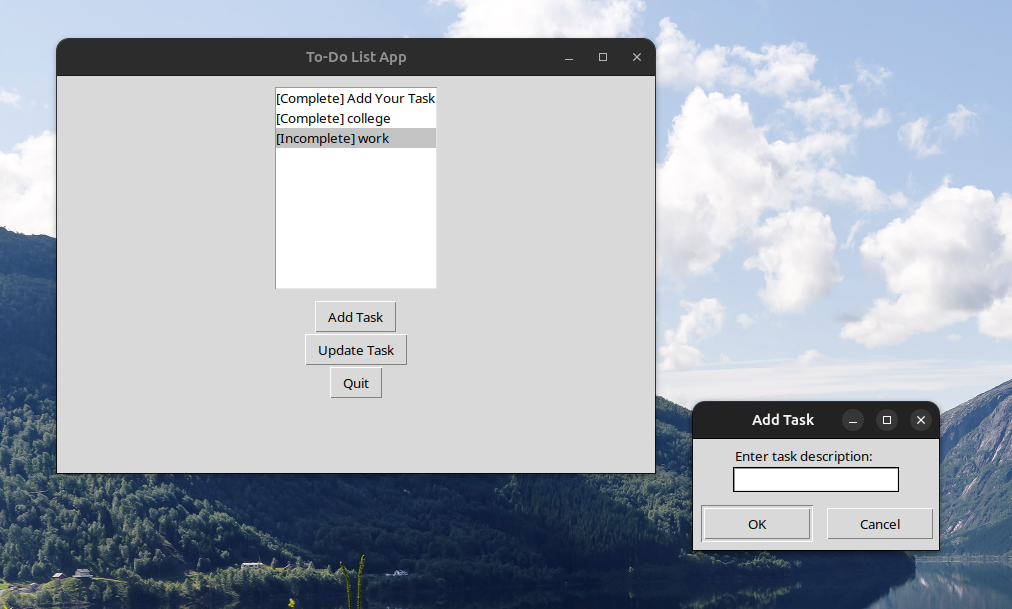 To-Do List App
[Complete] Add Your Task
[Complete] college
[Incomplete] work
Add Task
Update Task
Quit
Add Task
Enter task description:
OK
Cancel